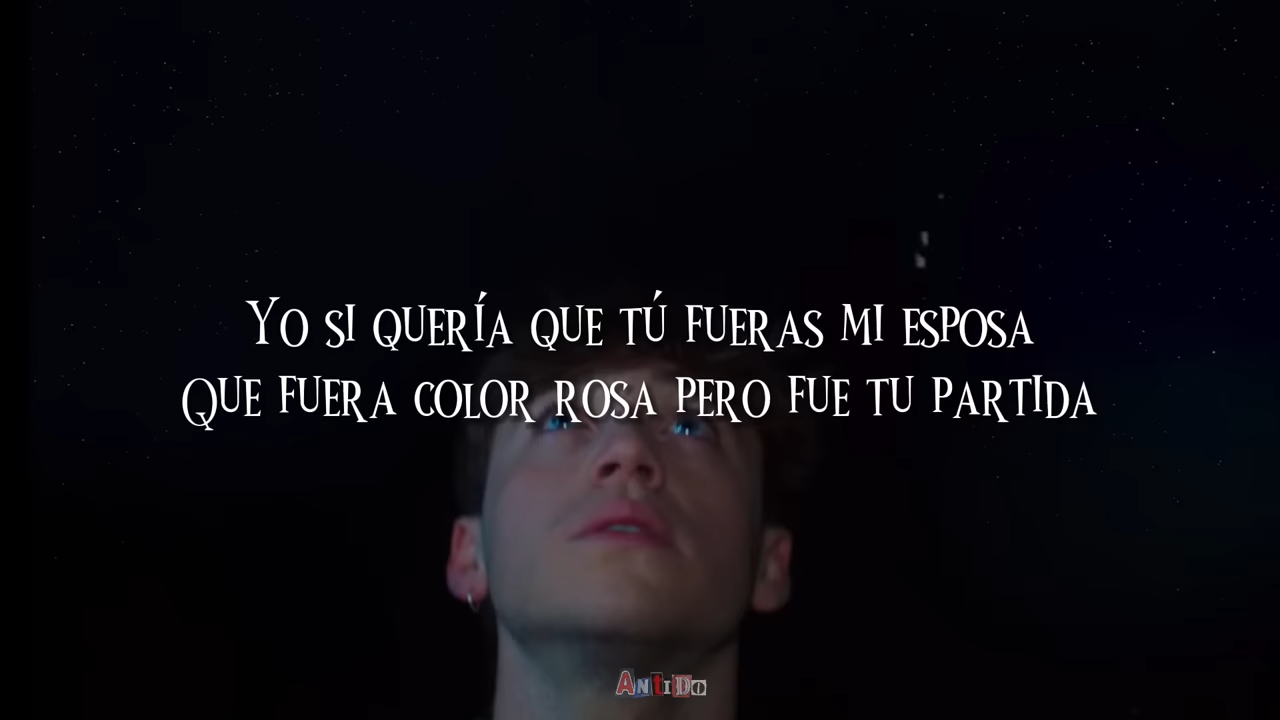 Yo si quería que tú fueras mi esposa
Que fuera color rosa pero fue tu partida
Antido